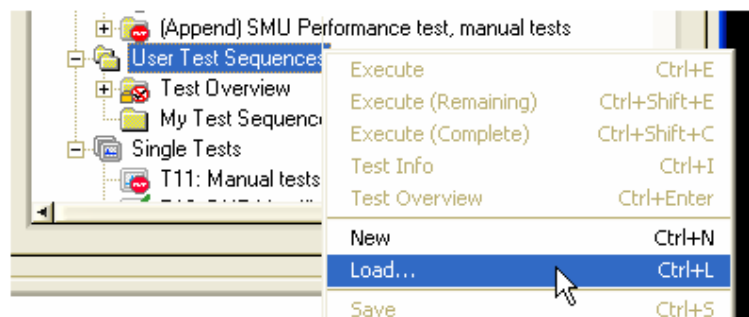 (Append) SMU Performance test, manual tests
User Test Sequences
Test Overview
My Test Sequenc
Single Tests
T11: Manual tests
Execute Ctrl+E
Execute (Remaining) Ctrl+Shift+E
Execute (Complete) Ctrl+Shift+C
Test Info Ctrl+I
Test Overview Ctrl+Enter
New Ctrl+N
Load... Ctrl+L
Save Ctrl+S